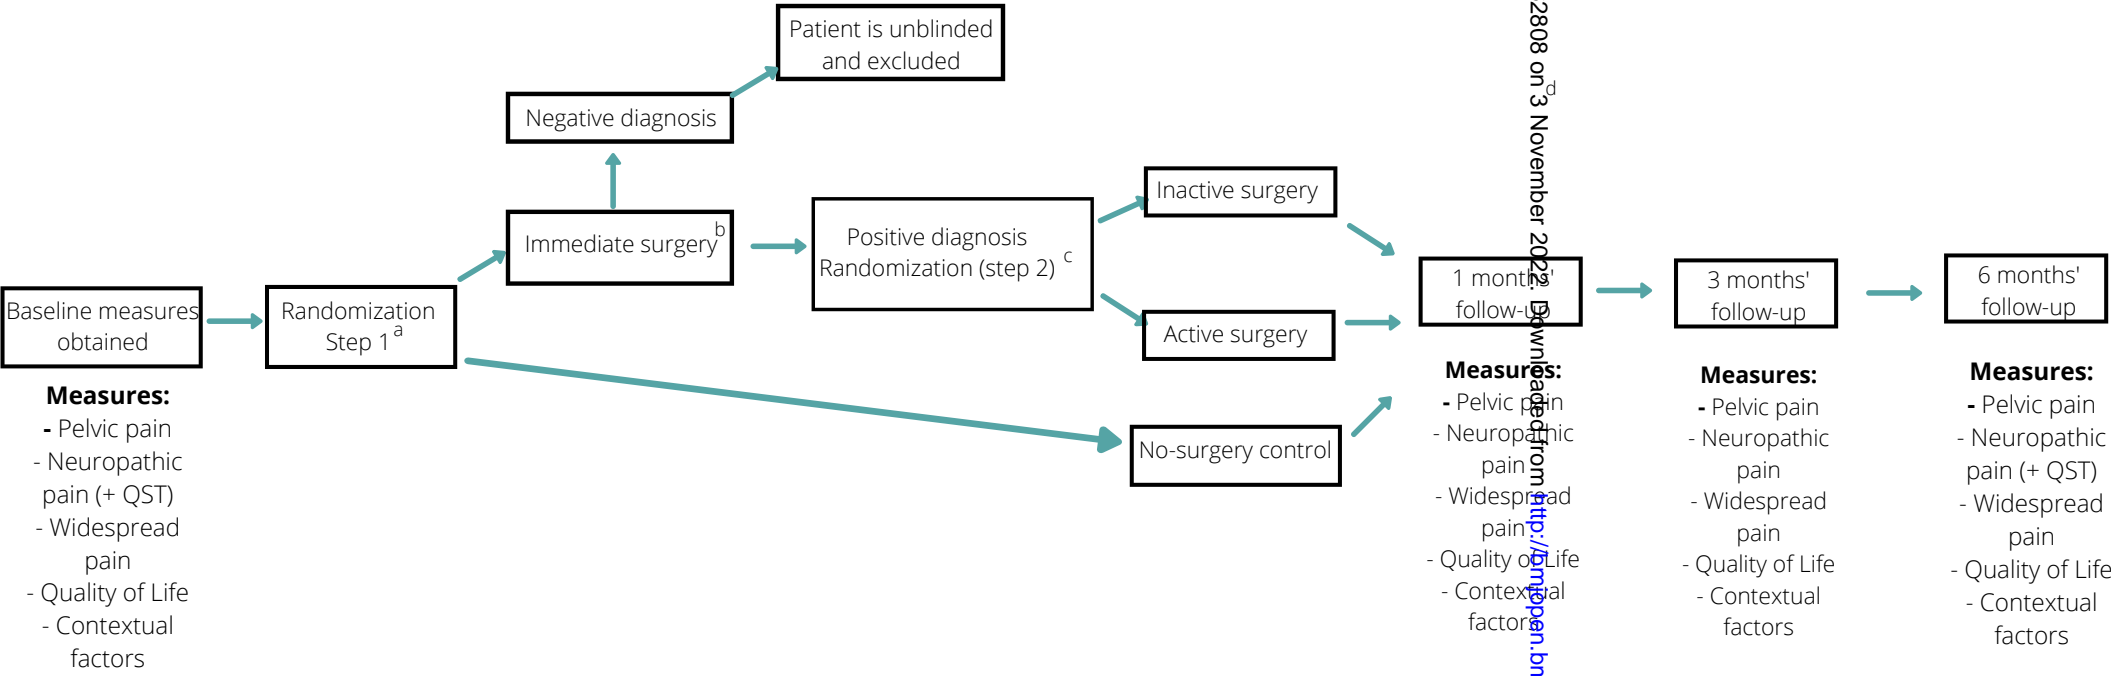 Patient is unblinded
and excluded
Negative diagnosis
Immediate surgery b
Positive diagnosis
Randomization (step 2) c
Inactive surgery
Active surgery
No-surgery control
Baseline measures
obtained
Randomization
Step 1 a
Measures:
- Pelvic pain
- Neuropathic
pain (+ QST)
- Widespread
pain
- Quality of Life
- Contextual
factors
d
1 months'
follow-up
Measures:
- Pelvic pain
- Neuropathic
pain
- Widespread
pain
- Quality of Life
- Contextual
factors
3 months'
follow-up
Measures:
- Pelvic pain
- Neuropathic
pain
- Widespread
pain
- Quality of Life
- Contextual
factors
6 months'
follow-up
Measures:
- Pelvic pain
- Neuropathic
pain (+ QST)
- Widespread
pain
- Quality of Life
- Contextual
factors
2808 on 3 November 2022. Downloaded from http://bmjopen.bm